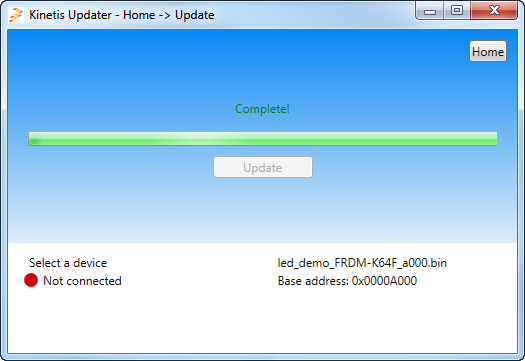 Kinetis Updater - Home -> Update
Home
Complete!
Update
Select a device
Not connected
led_demo_FRDM-K64F_a000.bin
Base address: 0x0000A000